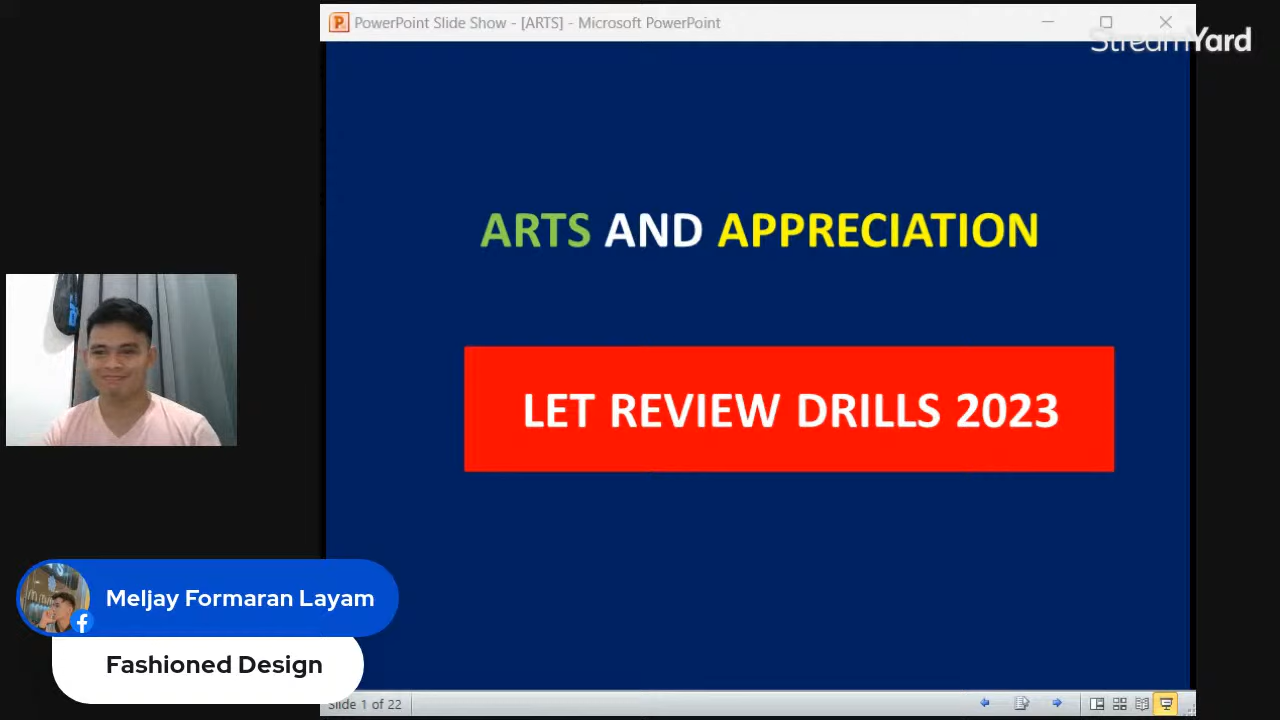 PowerPoint Slide Show - [ARTS] - Microsoft PowerPoint
StreamYard
ARTS AND APPRECIATION
LET REVIEW DRILLS 2023
Meljay Formaran Layam
Fashioned Design
Slide 1 of 22